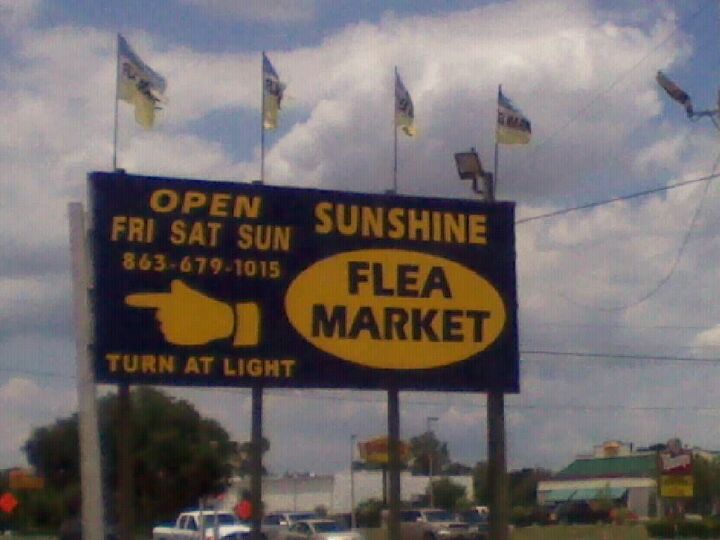 OPEN
FRI SAT SUN
863-679-1015
TURN AT LIGHT
SUNSHINE
FLEA
MARKET